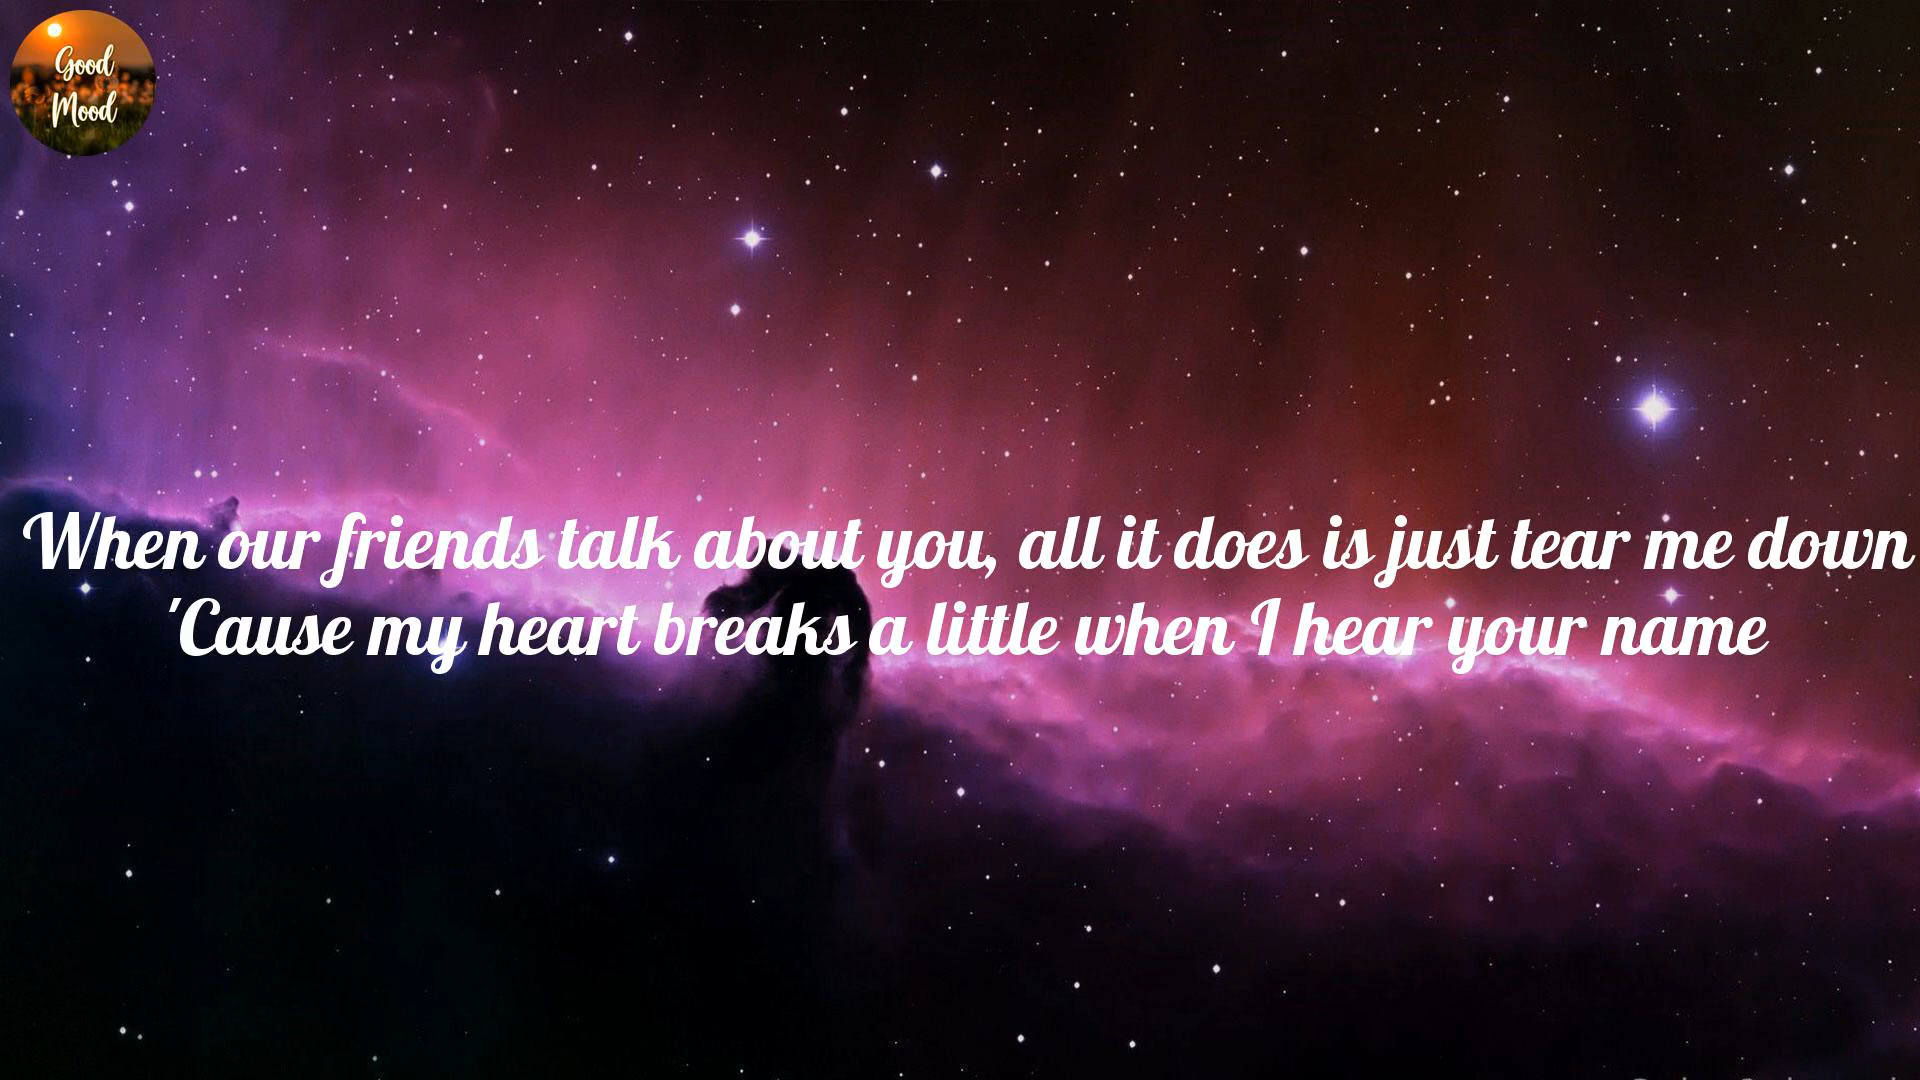 Good
Mood
When our friends talk about you, all it does is just tear me down
'Cause my heart breaks a little when I hear your name